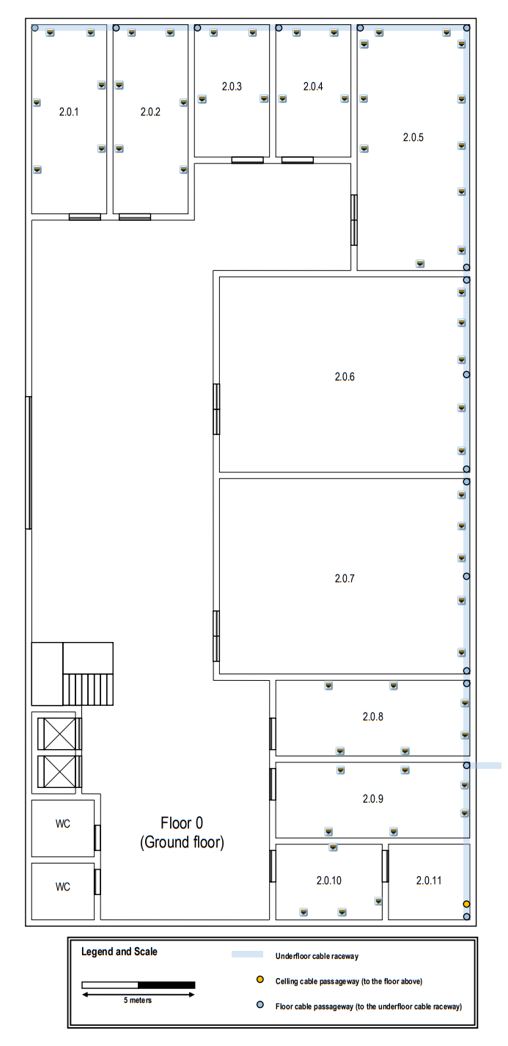 2.0.1
2.0.2
2.0.3
2.0.4
2.0.5
2.0.6
2.0.7
2.0.8
2.0.9
2.0.10
2.0.11
WC
WC
Floor 0
(Ground floor)
Legend and Scale
5 meters
Underfloor cable raceway
Celling cable passageway (to the floor above)
Floor cable passageway (to the underfloor cable raceway)